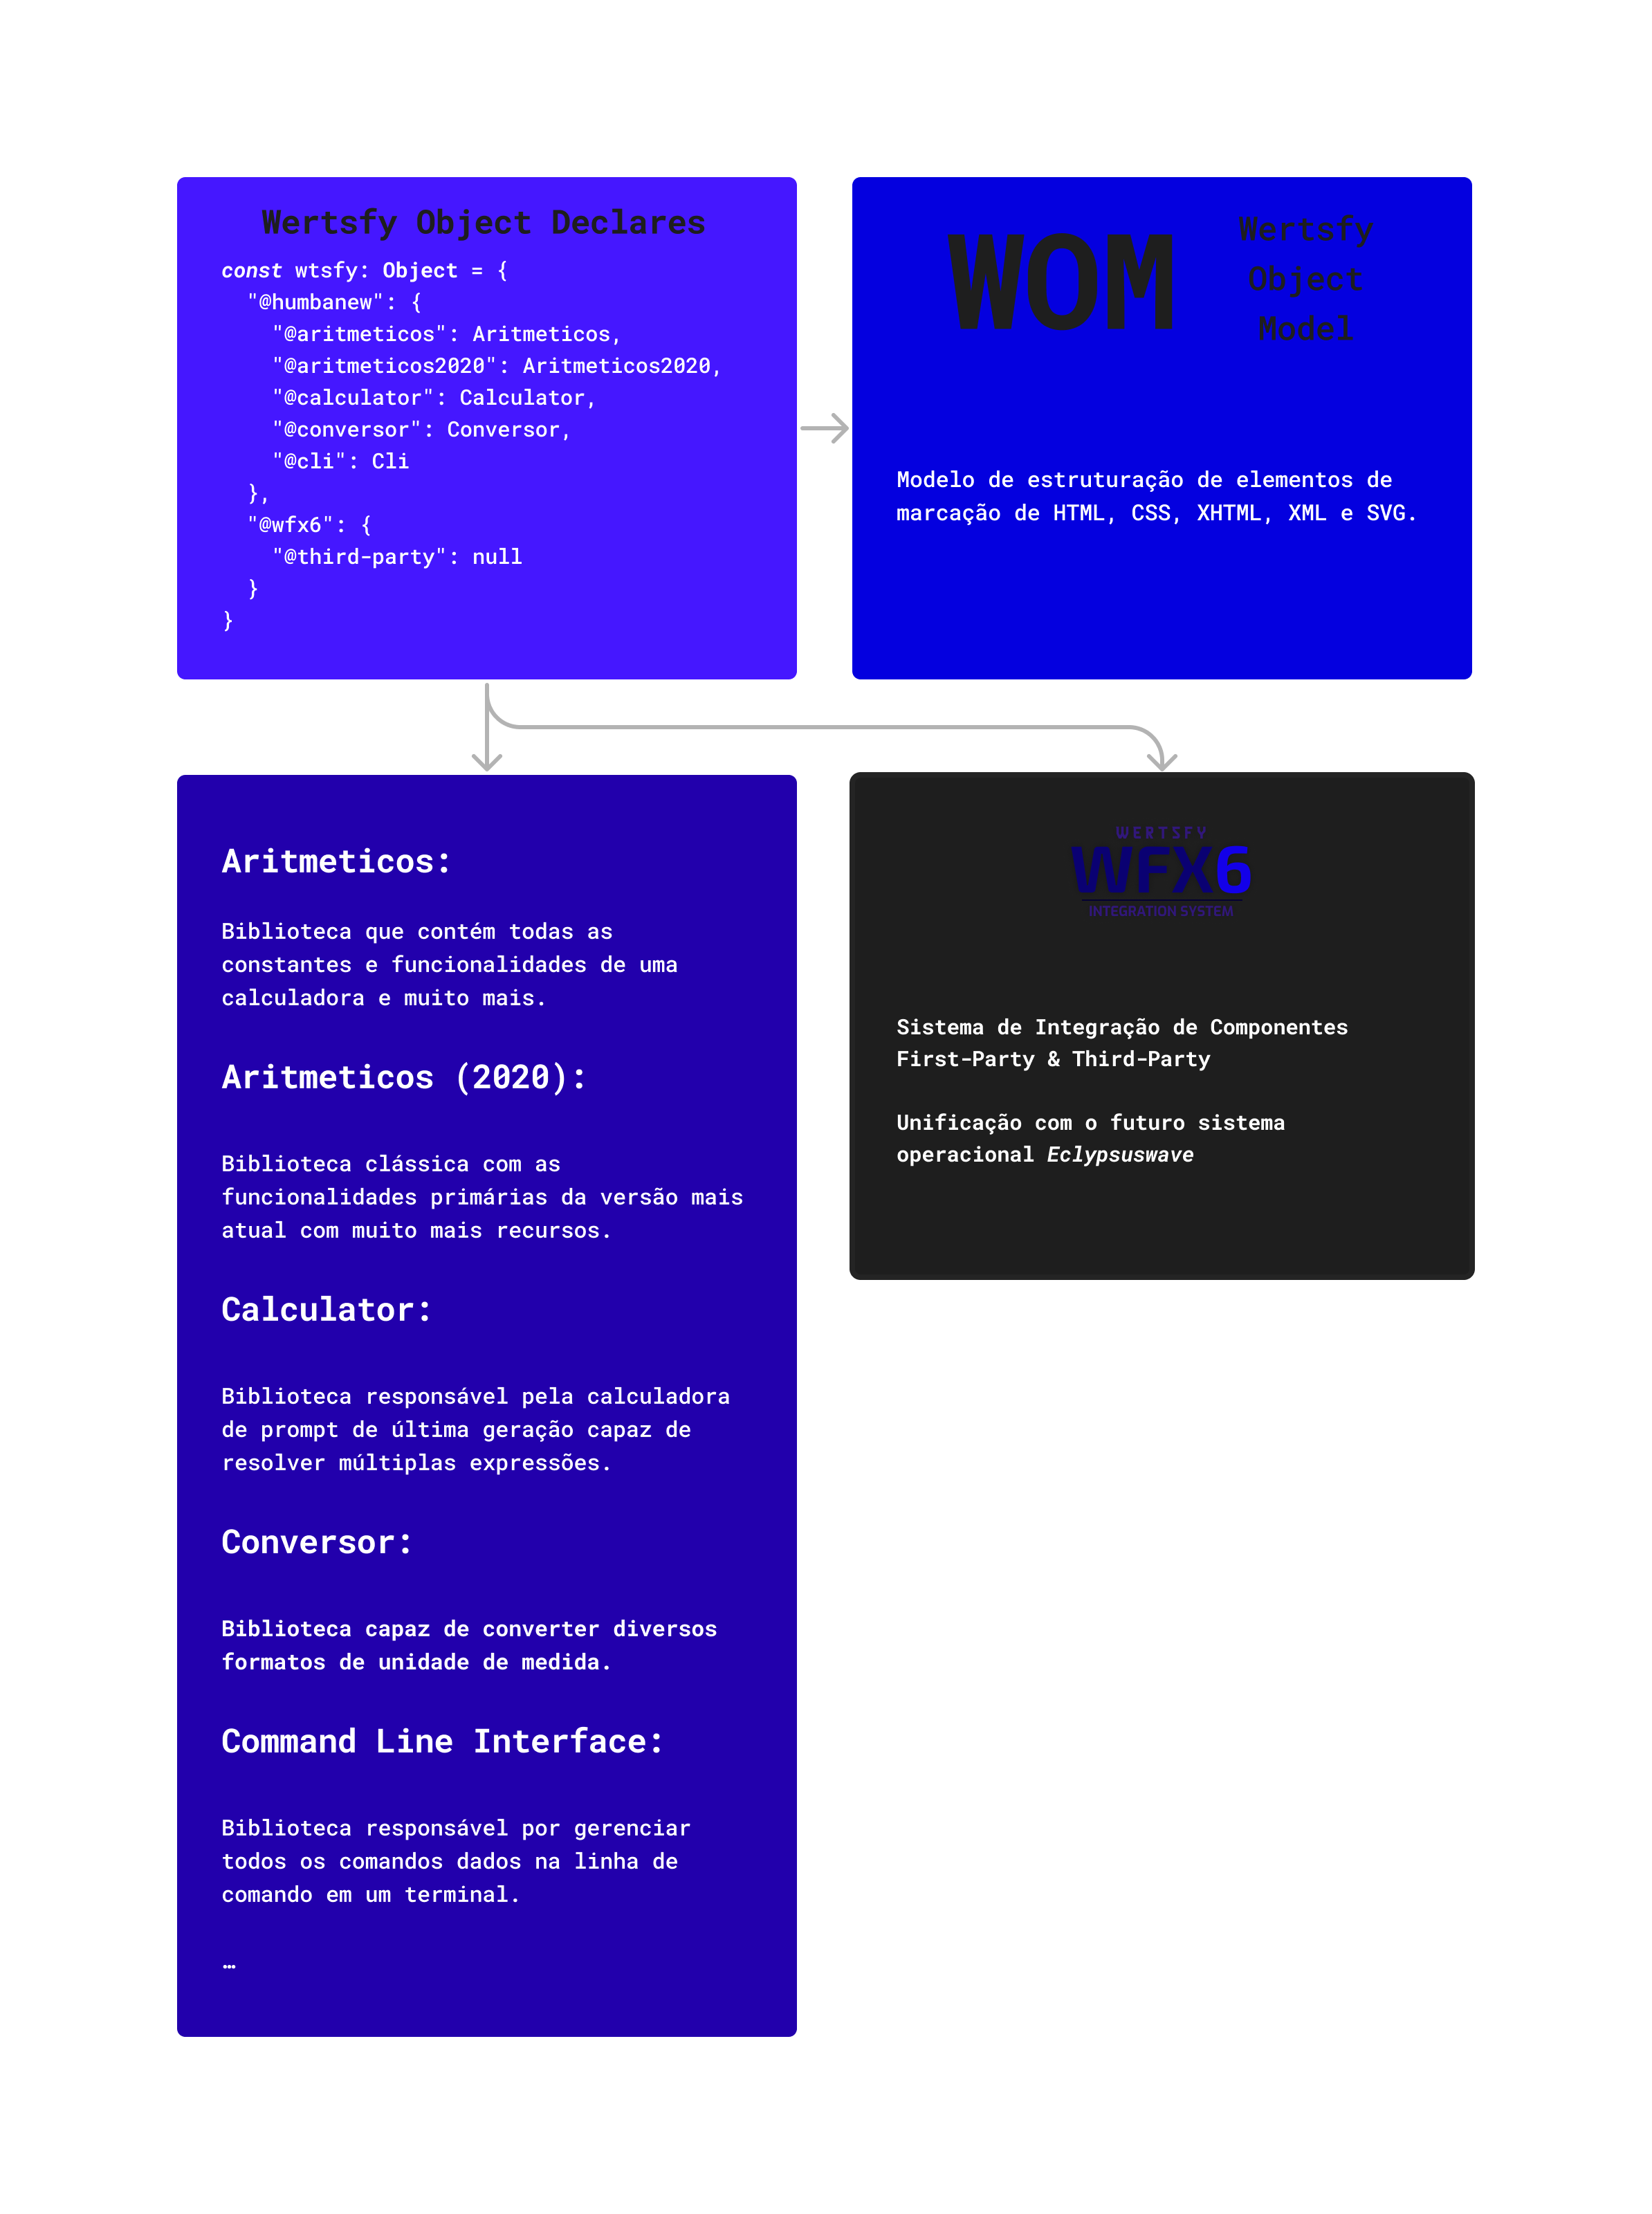 Wertsfy Object Declares
const wtsfy: Object = {
"@humbanew": {
"@aritmeticos": Aritmeticos,
"@aritmeticos2020": Aritmeticos2020,
"@calculator": Calculator,
"@conversor": Conversor,
"@cli": Cli
},
"@wfx6": {
"@third-party": null
}
}
WOM
Wertsfy
Object
Model
Modelo de estruturação de elementos de
marcação de HTML, CSS, XHTML, XML e SVG.
Aritmeticos:
Biblioteca que contém todas as
constantes e funcionalidades de uma
calculadora e muito mais.
Aritmeticos (2020):
Biblioteca clássica com as
funcionalidades primárias da versão mais
atual com muito mais recursos.
Calculator:
Biblioteca responsável pela calculadora
de prompt de última geração capaz de
resolver múltiplas expressões.
Conversor:
Biblioteca capaz de converter diversos
formatos de unidade de medida.
Command Line Interface:
Biblioteca responsável por gerenciar
todos os comandos dados na linha de
comando em um terminal.
…
WERTSFY
WFX6
INTEGRATION SYSTEM
Sistema de Integração de Componentes
First-Party & Third-Party
Unificação com o futuro sistema
operacional Eclypsuswave